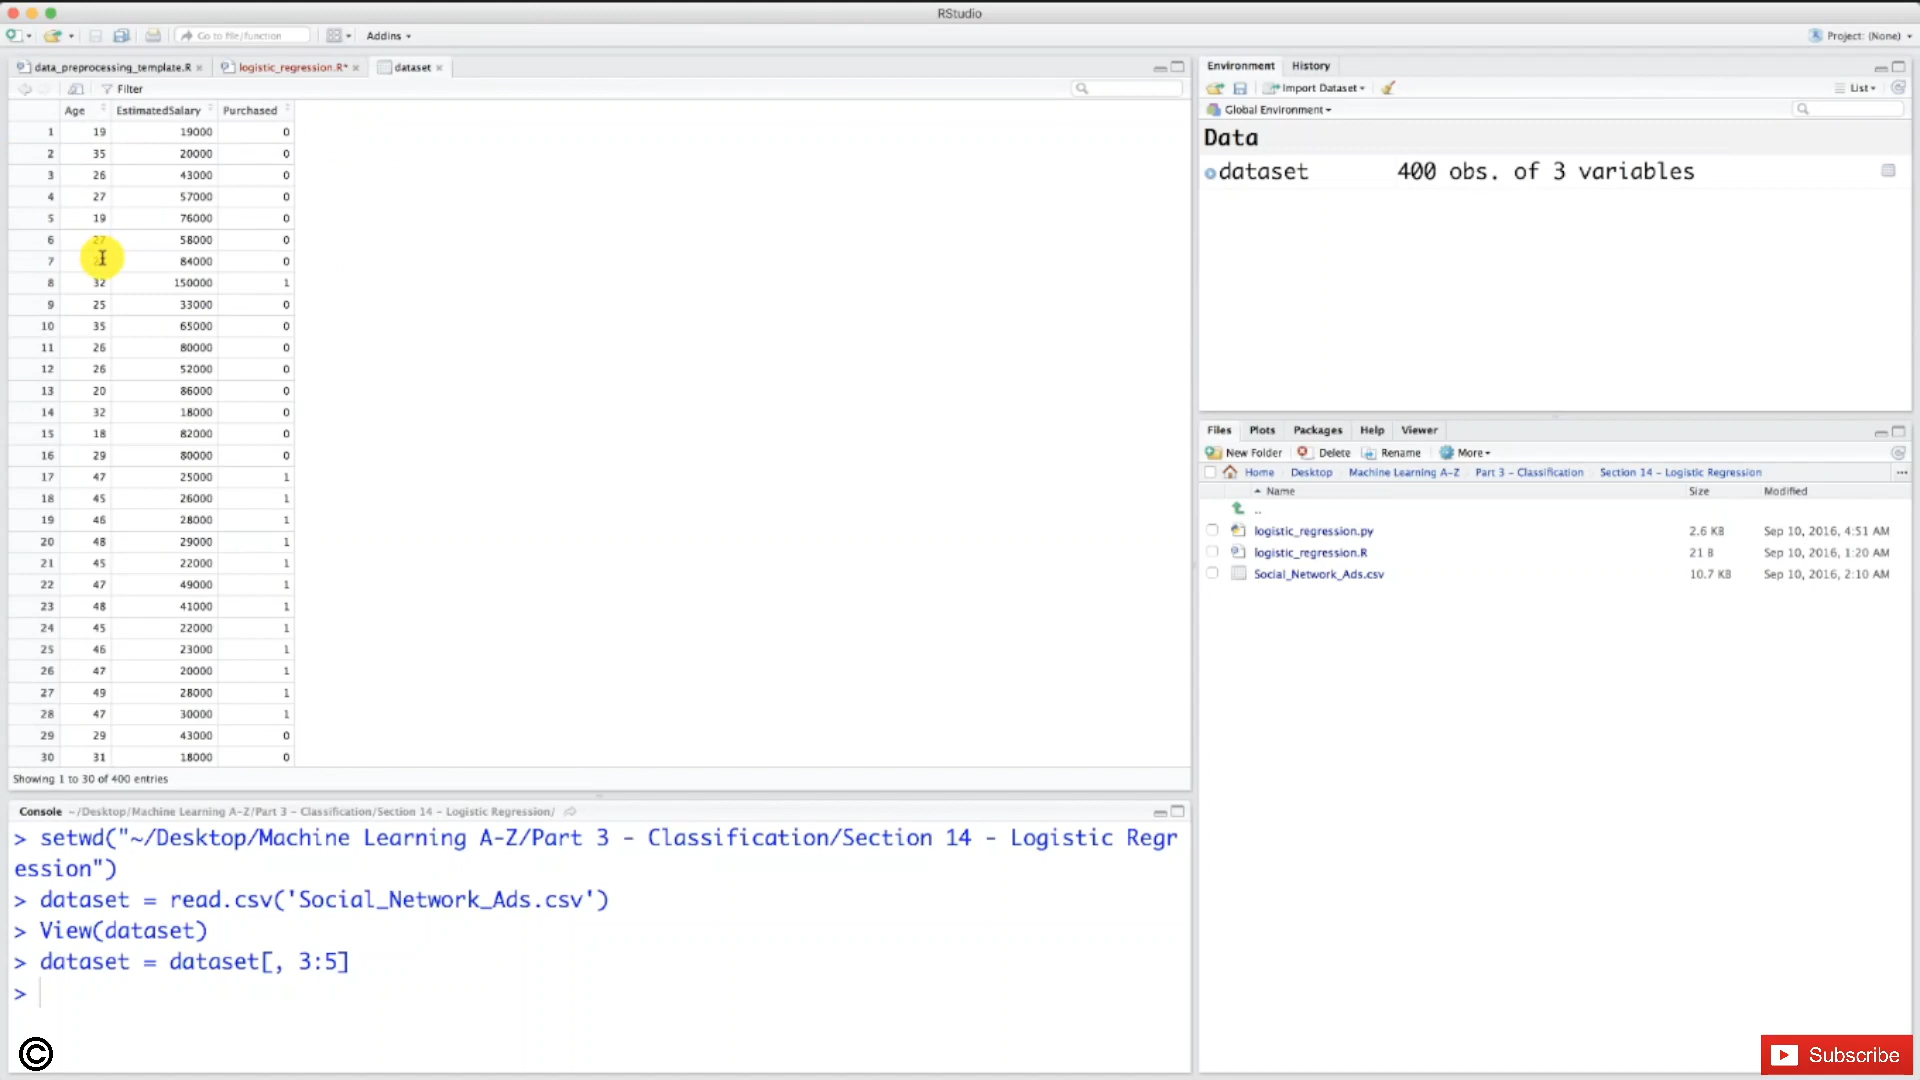 RStudio
Go to file/function
Addins
Project: (None)
data_preprocessing_template.R
logistic_regression.R*
dataset
Filter
Age EstimatedSalary Purchased
1 19 19000 0
2 35 20000 0
3 26 43000 0
4 27 57000 0
5 19 76000 0
6 27 58000 0
7 84000 0
8 32 150000 1
9 25 33000 0
10 35 65000 0
11 26 80000 0
12 26 52000 0
13 20 86000 0
14 32 18000 0
15 18 82000 0
16 29 80000 0
17 47 25000 1
18 45 26000 1
19 46 28000 1
20 48 29000 1
21 45 22000 1
22 47 49000 1
23 48 41000 1
24 45 22000 1
25 46 23000 1
26 47 20000 1
27 49 28000 1
28 47 30000 1
29 29 43000 0
30 31 18000 0
Showing 1 to 30 of 400 entries
Console ~/Desktop/Machine Learning A-Z/Part 3 - Classification/Section 14 - Logistic Regression/
> setwd("~/Desktop/Machine Learning A-Z/Part 3 - Classification/Section 14 - Logistic Regr
ession")
> dataset = read.csv('Social_Network_Ads.csv')
> View(dataset)
> dataset = dataset[, 3:5]
>
©
Environment History
Import Dataset
List
Global Environment
Data
dataset 400 obs. of 3 variables
Files Plots Packages Help Viewer
New Folder Delete Rename More
Home Desktop Machine Learning A-Z Part 3 - Classification Section 14 - Logistic Regression ...
Name Size Modified
..
logistic_regression.py 2.6 KB Sep 10, 2016, 4:51 AM
logistic_regression.R 21 B Sep 10, 2016, 1:20 AM
Social_Network_Ads.csv 10.7 KB Sep 10, 2016, 2:10 AM
Subscribe